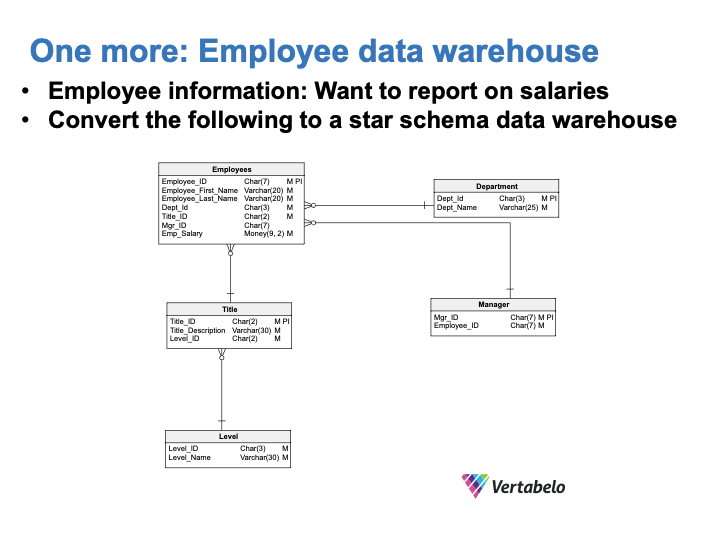 One more: Employee data warehouse
• Employee information: Want to report on salaries
• Convert the following to a star schema data warehouse
Employees
Employee_ID Char(7) M PI
Employee_First_Name Varchar(20) M
Employee_Last_Name Varchar(20) M
Dept_Id Char(3) M
Title_ID Char(2) M
Mgr_ID Char(7)
Emp_Salary Money(9, 2) M
Department
Dept_Id Char(3) M PI
Dept_Name Varchar(25) M
Title
Title_ID Char(2) M PI
Title_Description Varchar(30) M
Level_ID Char(2) M
Manager
Mgr_ID Char(7) M PI
Employee_ID Char(7) M
Level
Level_ID Char(3) M
Level_Name Varchar(30) M
Vertabelo